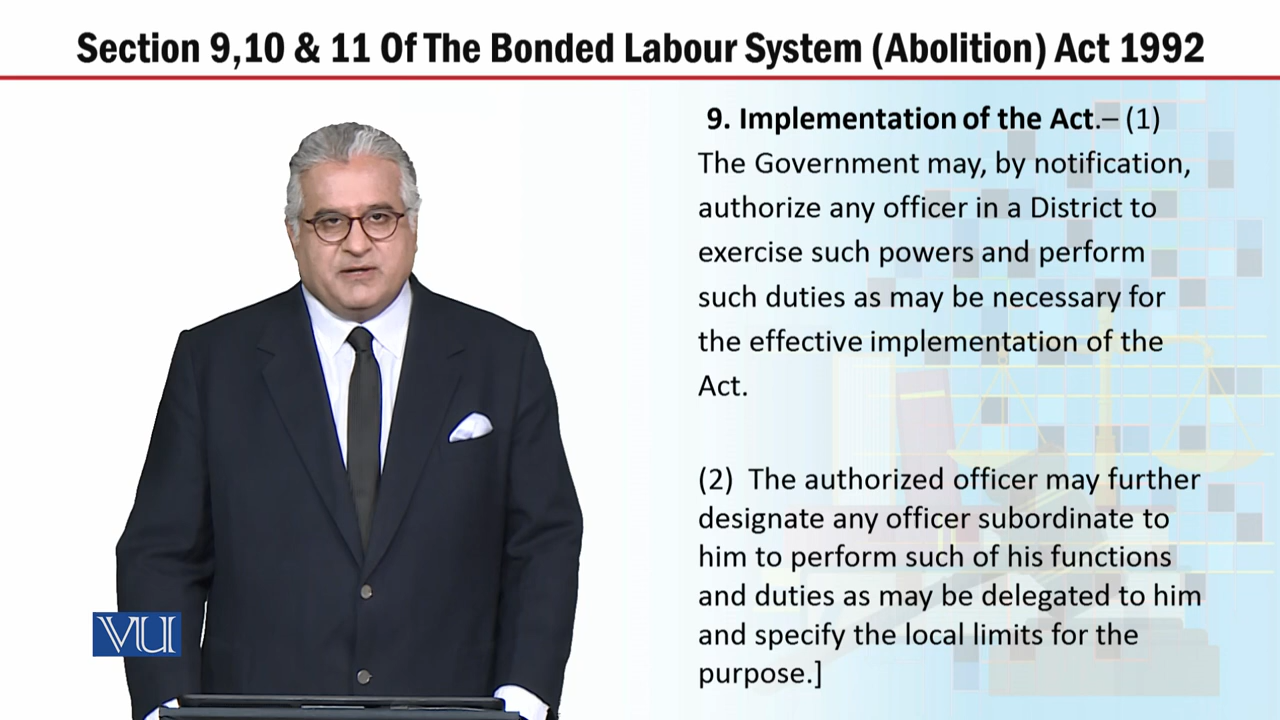 Section 9,10 & 11 Of The Bonded Labour System (Abolition) Act 1992
9. Implementation of the Act.– (1)
The Government may, by notification,
authorize any officer in a District to
exercise such powers and perform
such duties as may be necessary for
the effective implementation of the
Act.
(2) The authorized officer may further
designate any officer subordinate to
him to perform such of his functions
and duties as may be delegated to him
and specify the local limits for the
purpose.]
VU